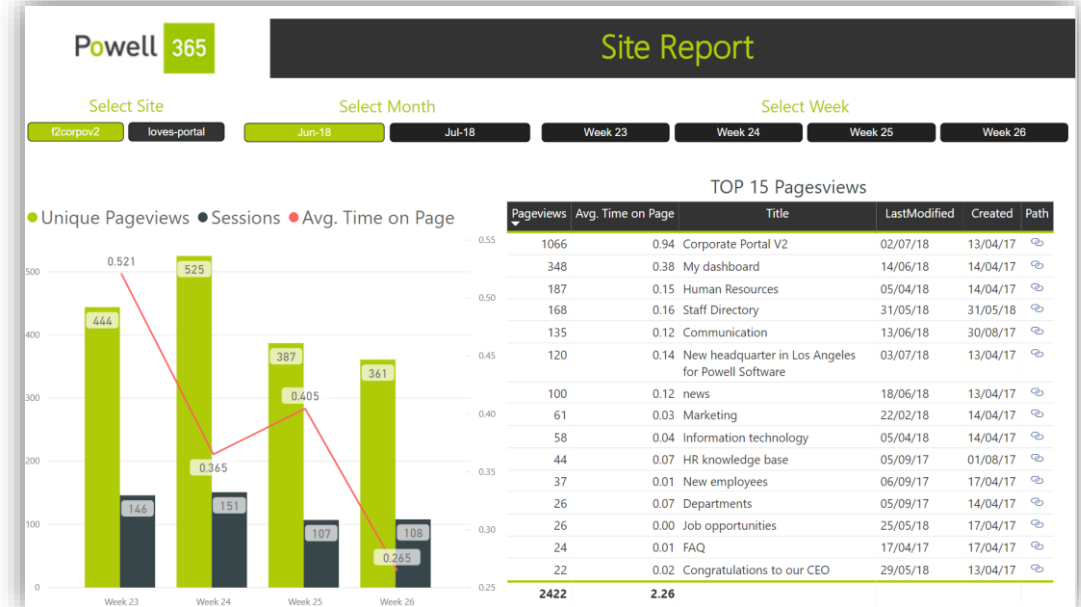 Powell 365
Site Report
Select Site
Select Month
Select Week
f2corpov2
loves-portal
Jun-18
Jul-18
Week 23
Week 24
Week 25
Week 26
Unique Pageviews Sessions Avg. Time on Page
0.55
0.50
0.45
0.40
0.35
0.30
0.25
500
400
300
200
100
0
0.521
525
444
387
361
0.405
0.365
146
151
107
108
0.265
Week 23
Week 24
Week 25
Week 26
TOP 15 Pagesviews
Pageviews Avg. Time on Page Title LastModified Created Path
1066 0.94 Corporate Portal V2 02/07/18 13/04/17
348 0.38 My dashboard 14/06/18 14/04/17
187 0.15 Human Resources 05/04/18 14/04/17
168 0.16 Staff Directory 31/05/18 31/05/18
135 0.12 Communication 13/06/18 30/08/17
120 0.14 New headquarter in Los Angeles 03/07/18 13/04/17
for Powell Software
100 0.12 news 18/06/18 13/04/17
61 0.03 Marketing 22/02/18 14/04/17
58 0.04 Information technology 05/04/18 14/04/17
44 0.07 HR knowledge base 05/09/17 01/08/17
37 0.01 New employees 06/09/17 17/04/17
26 0.07 Departments 05/09/17 14/04/17
26 0.00 Job opportunities 25/05/18 17/04/17
24 0.01 FAQ 17/04/17 17/04/17
22 0.02 Congratulations to our CEO 29/05/18 13/04/17
2422 2.26